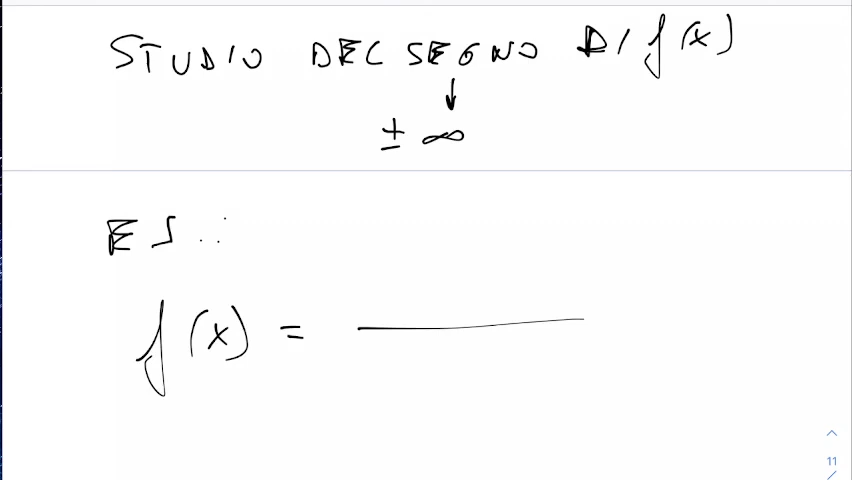 STUDIO DEL SEGNO DI f(x)
↓
± ∞
ES.:
f(x) =
11